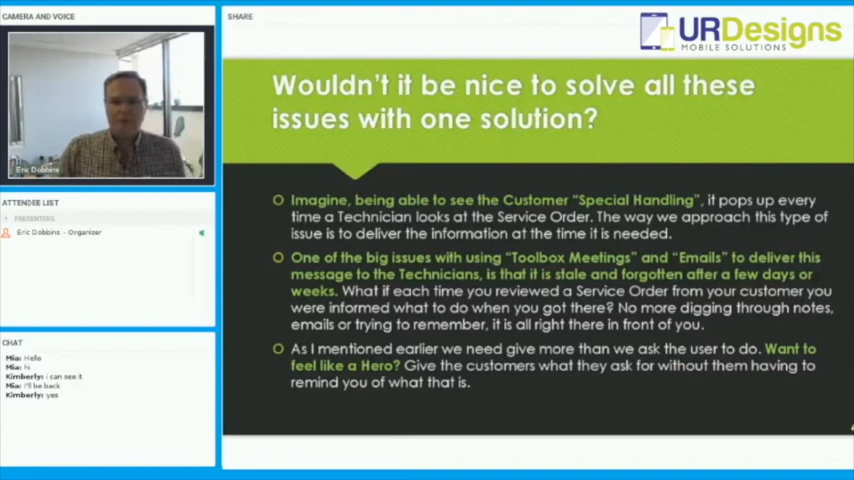 CAMERA AND VOICE
Eric Dobbins
ATTENDEE LIST
PRESENTERS
Eric Dobbins - Organizer
CHAT
Mia: Hello
Mia: hi
Kimberly: i can see it
Mia: I'll be back
Kimberly: yes
SHARE
URDesigns
MOBILE SOLUTIONS
Wouldn't it be nice to solve all these
issues with one solution?
Imagine, being able to see the Customer "Special Handling", it pops up every
time a Technician looks at the Service Order. The way we approach this type of
issue is to deliver the information at the time it is needed.
One of the big issues with using "Toolbox Meetings" and "Emails" to deliver this
message to the Technicians, is that it is stale and forgotten after a few days or
weeks. What if each time you reviewed a Service Order from your customer you
were informed what to do when you got there? No more digging through notes,
emails or trying to remember, it is all right there in front of you.
As I mentioned earlier we need give more than we ask the user to do. Want to
feel like a Hero? Give the customers what they ask for without them having to
remind you of what that is.